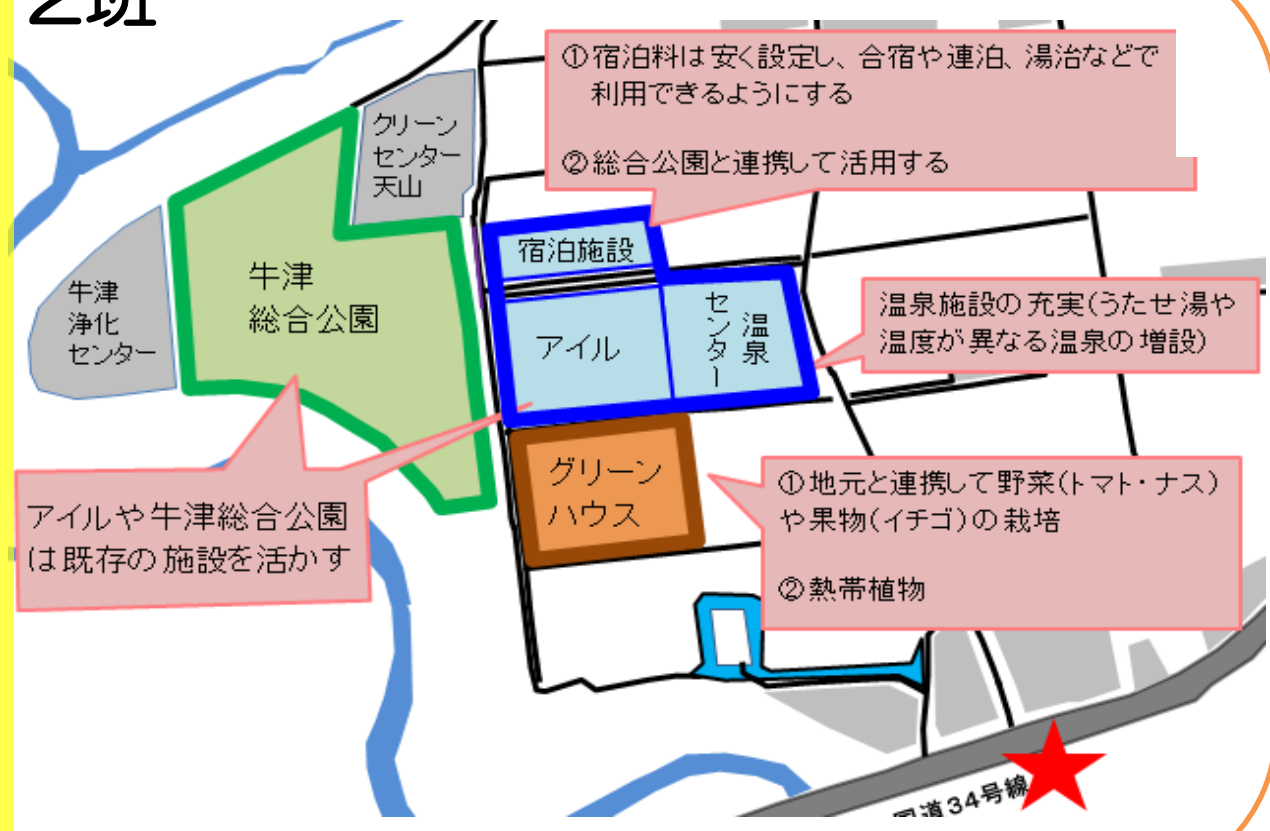 2班
①宿泊料は安く設定し、合宿や連泊、湯治などで
利用できるようにする
②総合公園と連携して活用する
クリーン
センター
天山
宿泊施設
牛津
総合公園
牛津
浄化
センター
アイル
温泉
センター
温泉施設の充実(うたせ湯や
温度が異なる温泉の増設)
グリーン
ハウス
①地元と連携して野菜(トマト・ナス)
や果物(イチゴ)の栽培
②熱帯植物
アイルや牛津総合公園
は既存の施設を活かす
国道34号線